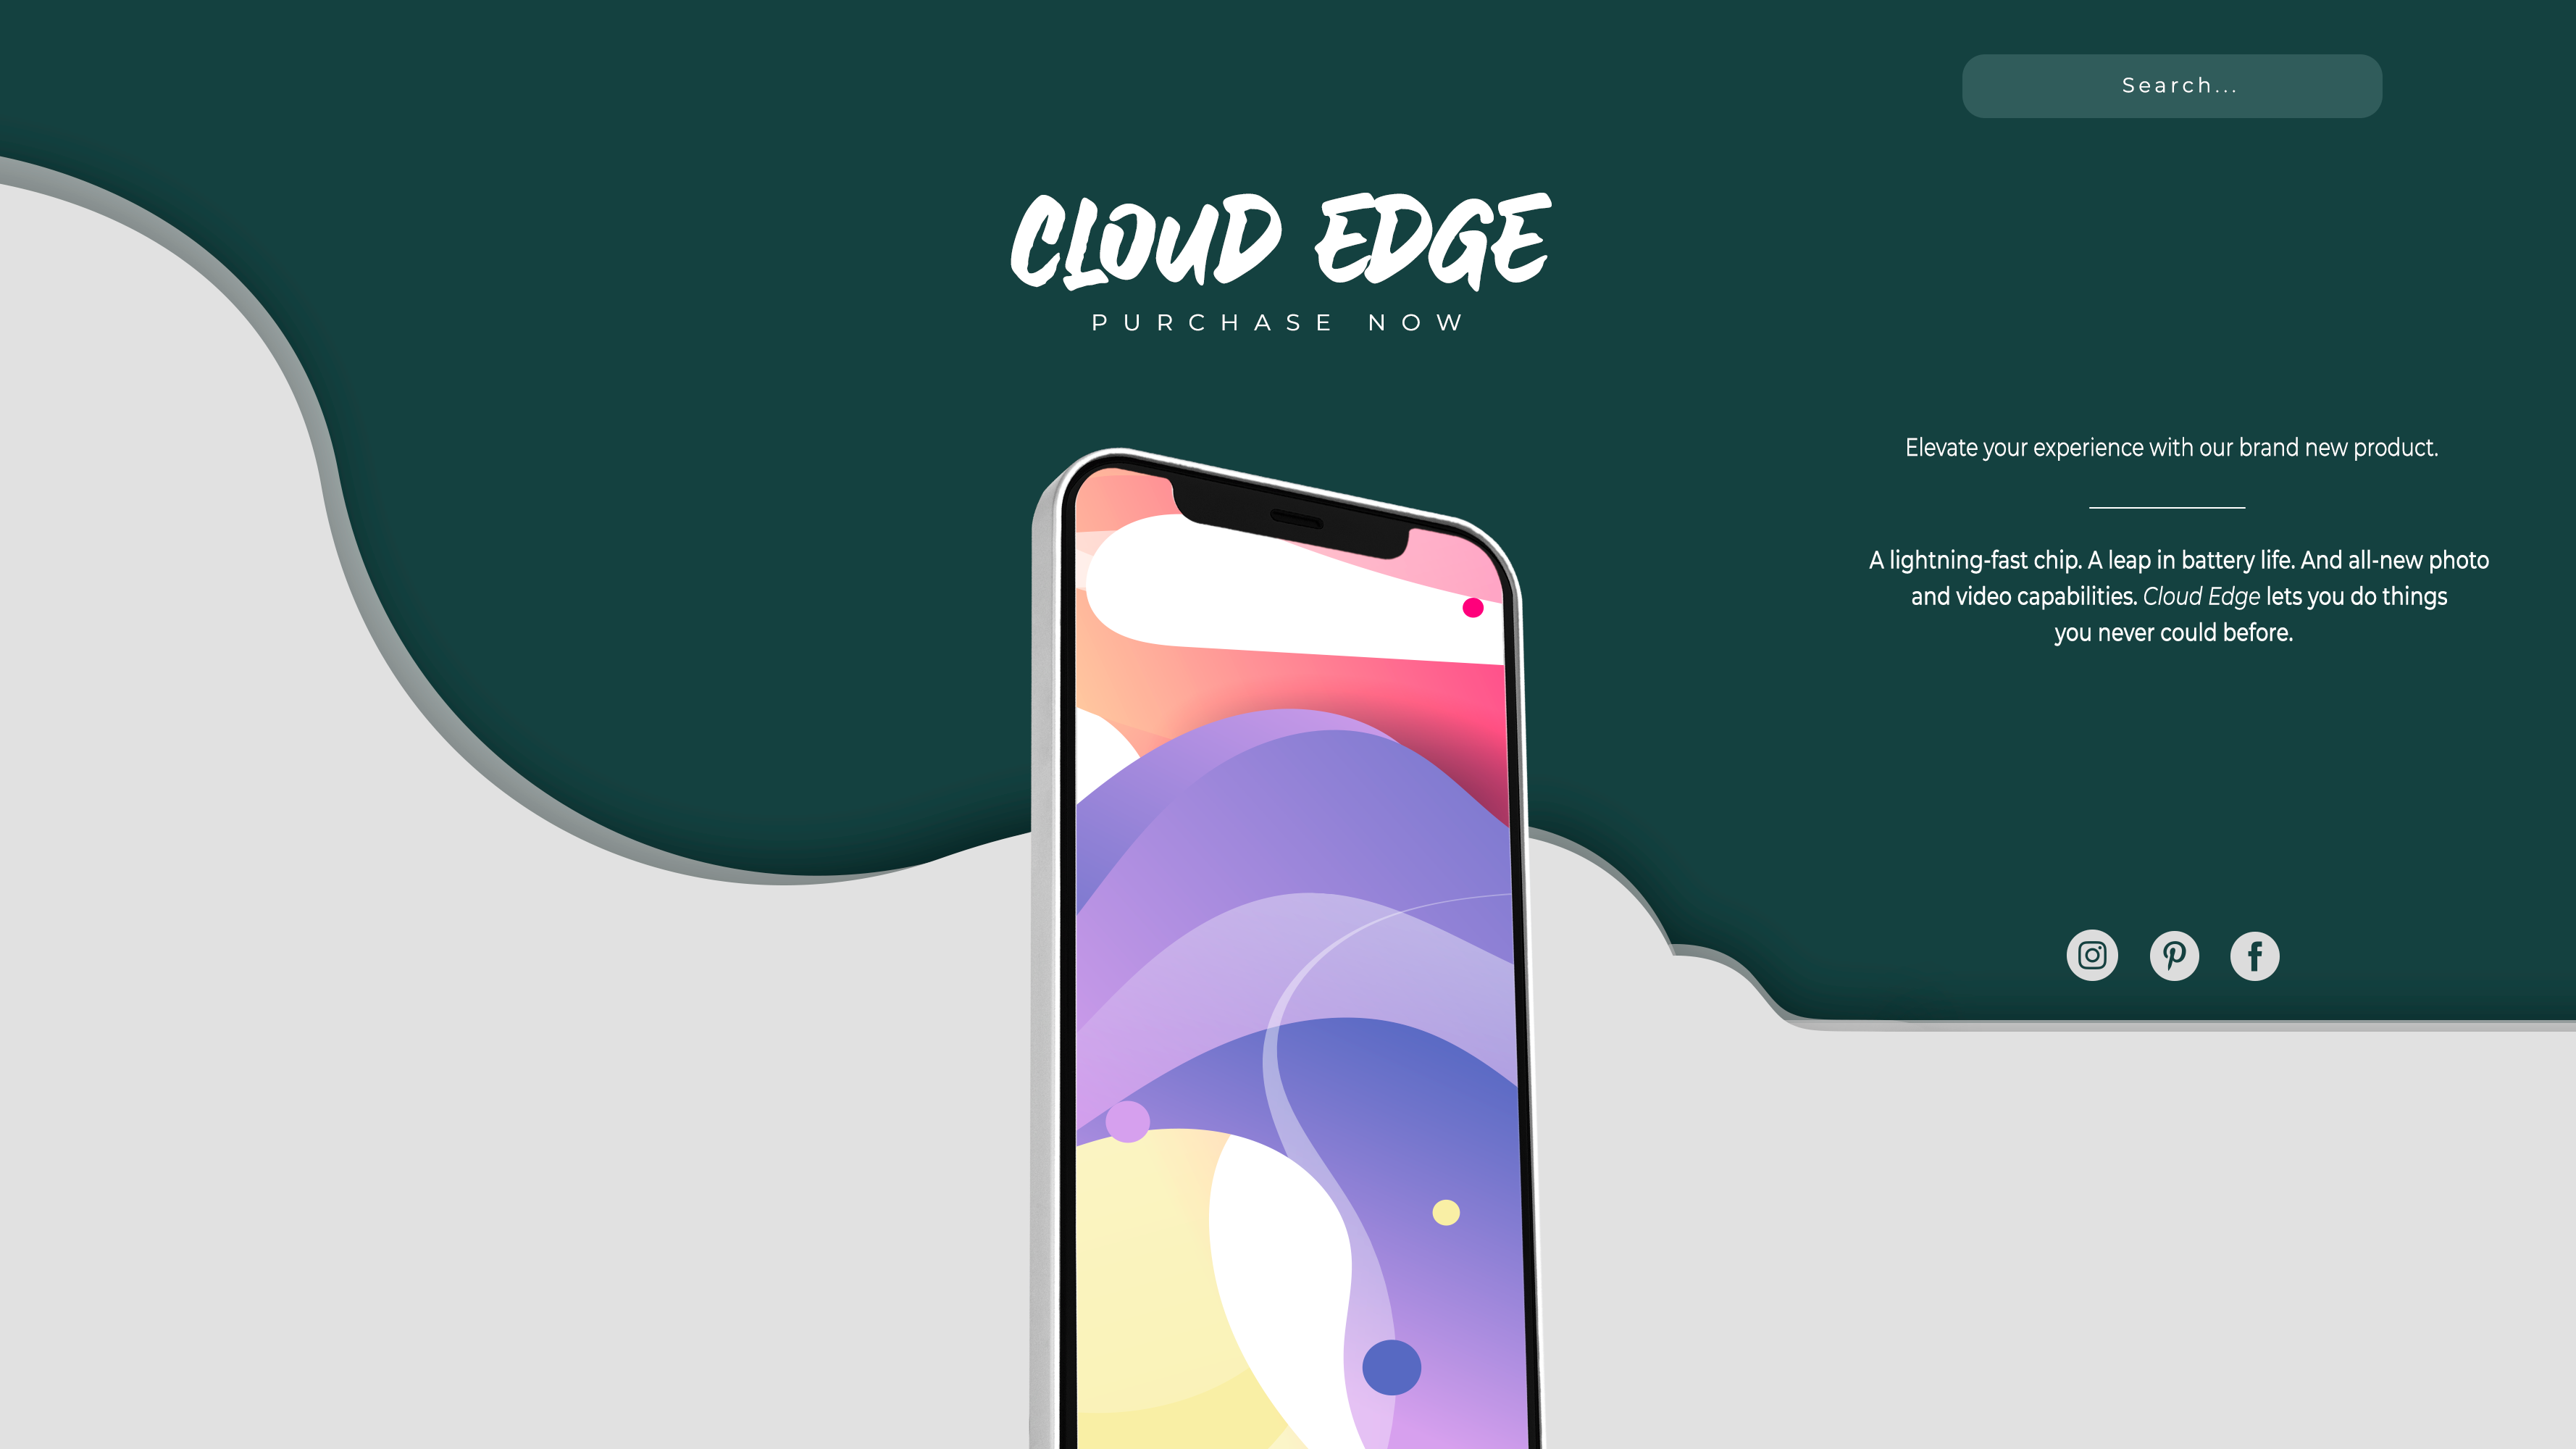 Search...
CLOUD EDGE
PURCHASE NOW
Elevate your experience with our brand new product.
A lightning-fast chip. A leap in battery life. And all-new photo
and video capabilities. Cloud Edge lets you do things
you never could before.